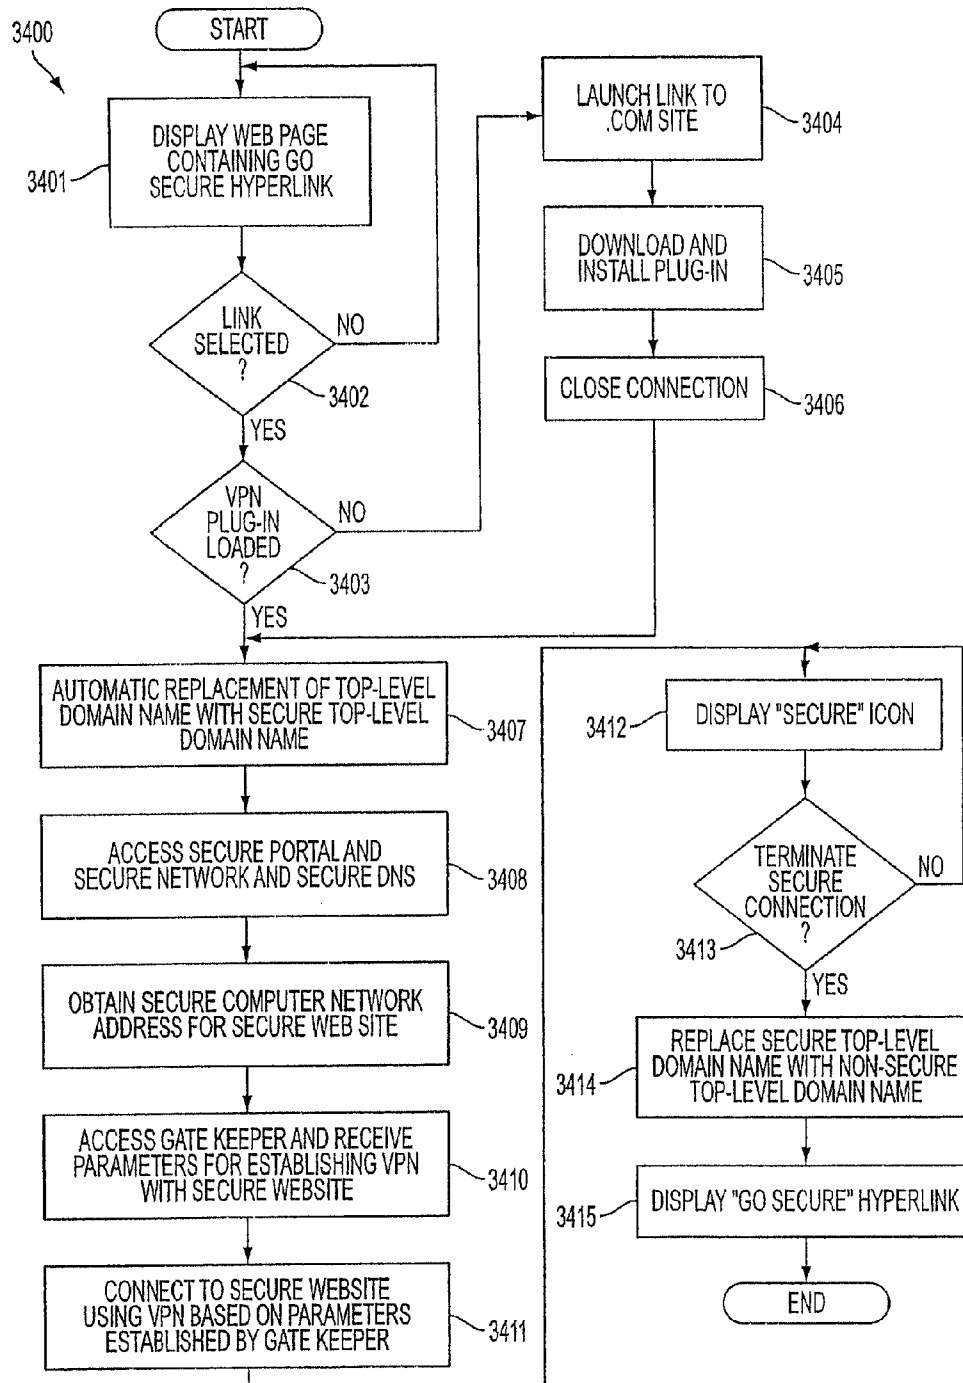 3400
START
3401
DISPLAY WEB PAGE
CONTAINING GO
SECURE HYPERLINK
LINK
SELECTED
?
NO
3402
YES
VPN
PLUG-IN
LOADED
?
NO
3403
YES
LAUNCH LINK TO
.COM SITE
3404
DOWNLOAD AND
INSTALL PLUG-IN
3405
CLOSE CONNECTION
3406
AUTOMATIC REPLACEMENT OF TOP-LEVEL
DOMAIN NAME WITH SECURE TOP-LEVEL
DOMAIN NAME
3407
ACCESS SECURE PORTAL AND
SECURE NETWORK AND SECURE DNS
3408
OBTAIN SECURE COMPUTER NETWORK
ADDRESS FOR SECURE WEB SITE
3409
ACCESS GATE KEEPER AND RECEIVE
PARAMETERS FOR ESTABLISHING VPN
WITH SECURE WEBSITE
3410
CONNECT TO SECURE WEBSITE
USING VPN BASED ON PARAMETERS
ESTABLISHED BY GATE KEEPER
3411
3412
DISPLAY "SECURE" ICON
TERMINATE
SECURE
CONNECTION
?
NO
3413
YES
REPLACE SECURE TOP-LEVEL
DOMAIN NAME WITH NON-SECURE
TOP-LEVEL DOMAIN NAME
3414
DISPLAY "GO SECURE" HYPERLINK
3415
END